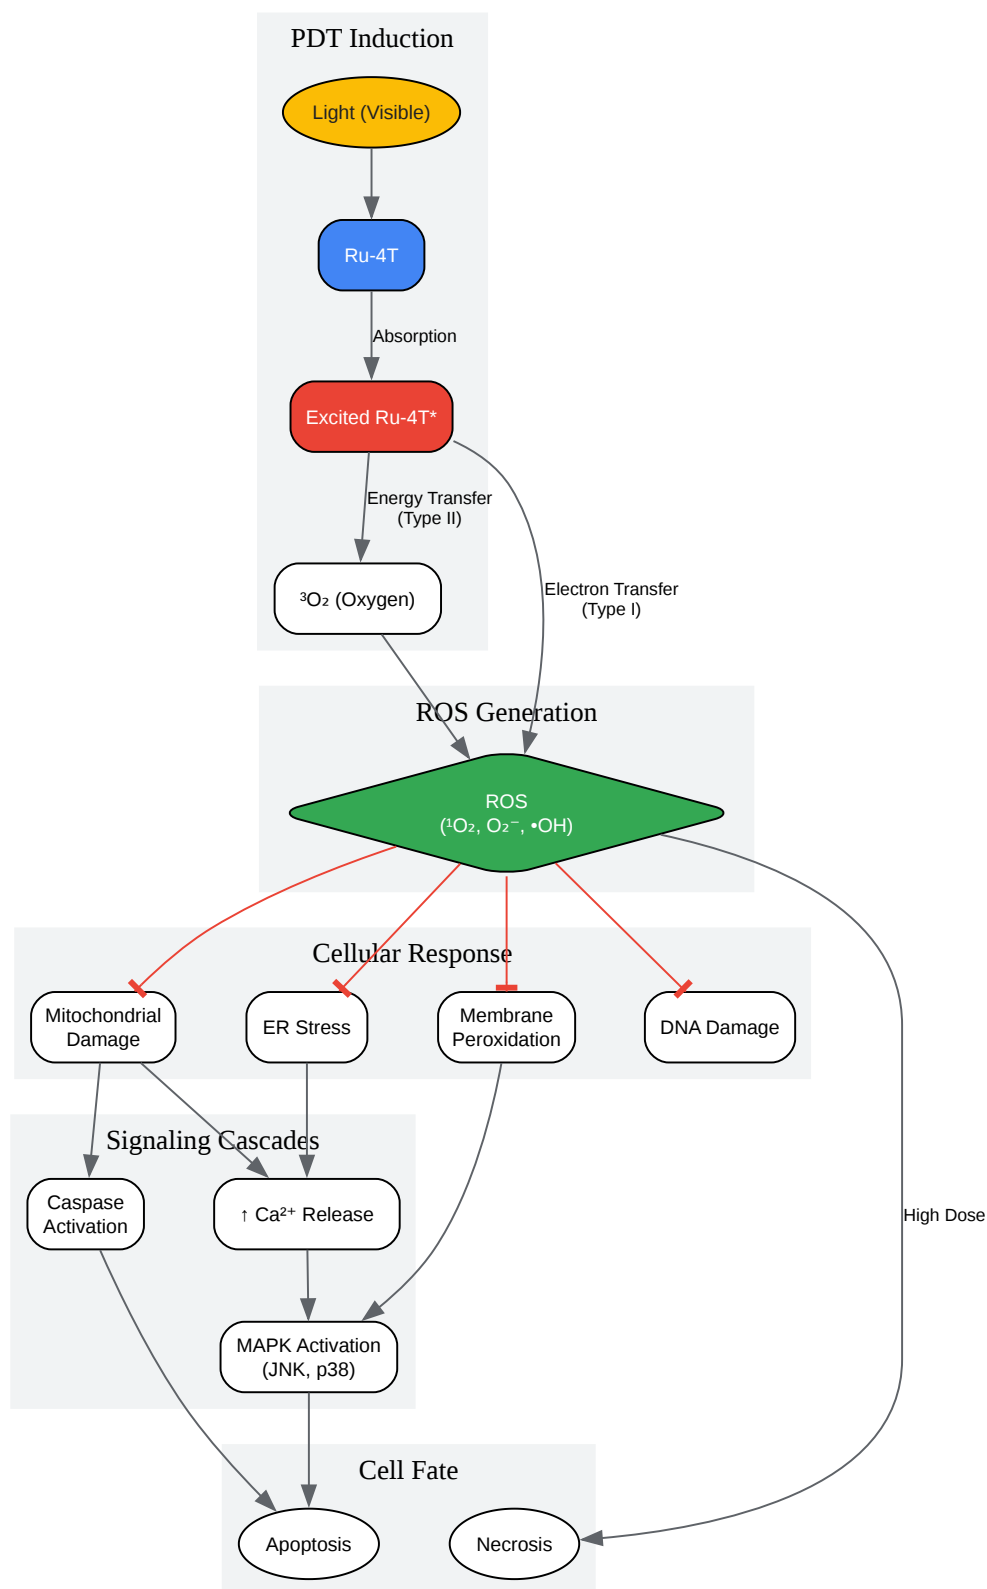 PDT Induction
Light (Visible)
Ru-4T
Absorption
Excited Ru-4T*
Energy Transfer
(Type II)
Electron Transfer
(Type I)
³O₂ (Oxygen)
ROS Generation
ROS
(¹O₂, O₂⁻, •OH)
Cellular Response
Mitochondrial
Damage
ER Stress
Membrane
Peroxidation
DNA Damage
Signaling Cascades
Caspase
Activation
↑ Ca²⁺ Release
High Dose
MAPK Activation
(JNK, p38)
Cell Fate
Apoptosis
Necrosis